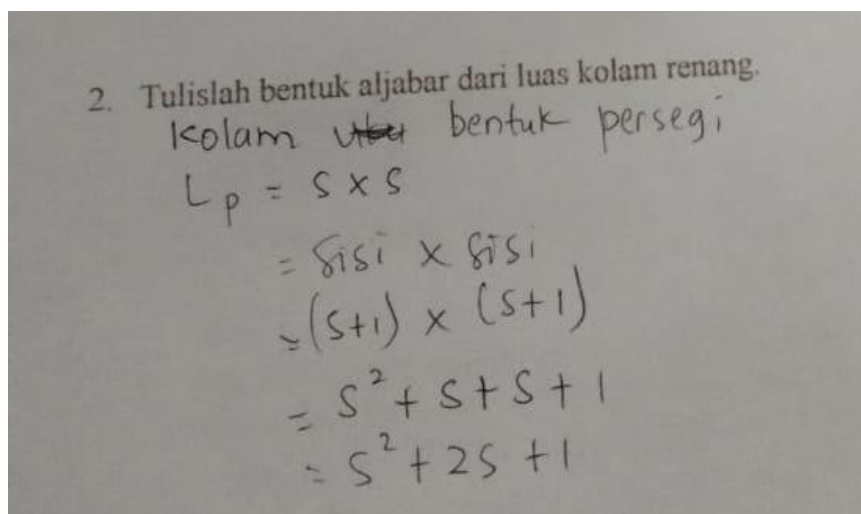 2. Tulislah bentuk aljabar dari luas kolam renang.
Kolam bentuk persegi
Lp = S x S
= Sisi x Sisi
= (S+1) x (S+1)
= S² + S + S + 1
= S² + 2S + 1